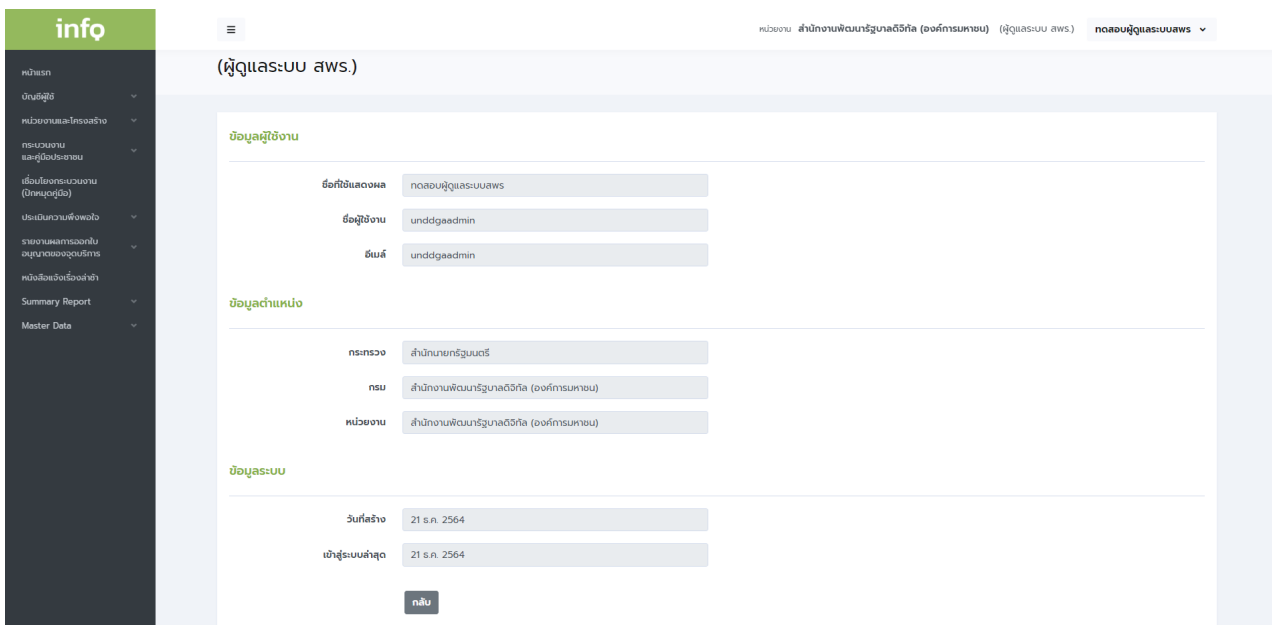 info
หน่วยงาน สำนักงานพัฒนารัฐบาลดิจิทัล (องค์การมหาชน) (ผู้ดูแลระบบ สพร.) ทดสอบผู้ดูแลระบบสพร
(ผู้ดูแลระบบ สพร.)
หน้าแรก
บัญชีผู้ใช้
หน่วยงานและโครงสร้าง
กระบวนงาน
และคู่มือประชาชน
เชื่อมโยงกระบวนงาน
(ปักหมุดคู่มือ)
ประเมินความพึงพอใจ
รายงานผลการออกใบ
อนุญาตของจุดบริการ
หนังสือแจ้งเรื่องล่าช้า
Summary Report
Master Data
ข้อมูลผู้ใช้งาน
ชื่อที่ใช้แสดงผล ทดสอบผู้ดูแลระบบสพร
ชื่อผู้ใช้งาน unddgaadmin
อีเมล์ unddgaadmin
ข้อมูลตำแหน่ง
กระทรวง สำนักนายกรัฐมนตรี
กรม สำนักงานพัฒนารัฐบาลดิจิทัล (องค์การมหาชน)
หน่วยงาน สำนักงานพัฒนารัฐบาลดิจิทัล (องค์การมหาชน)
ข้อมูลระบบ
วันที่สร้าง 21 ธ.ค. 2564
เข้าสู่ระบบล่าสุด 21 ธ.ค. 2564
กลับ